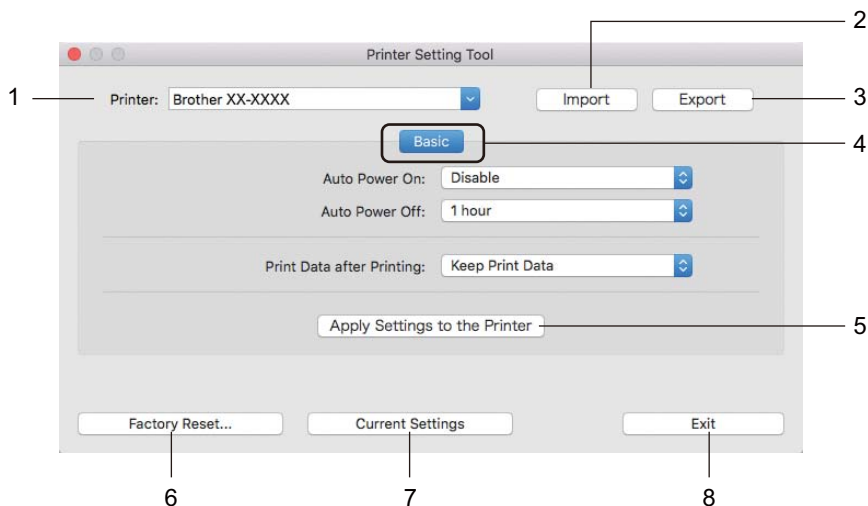 2
Printer Setting Tool
1 Printer: Brother XX-XXXX Import Export 3
Basic 4
Auto Power On: Disable
Auto Power Off: 1 hour
Print Data after Printing: Keep Print Data
Apply Settings to the Printer 5
Factory Reset... Current Settings Exit
6 7 8